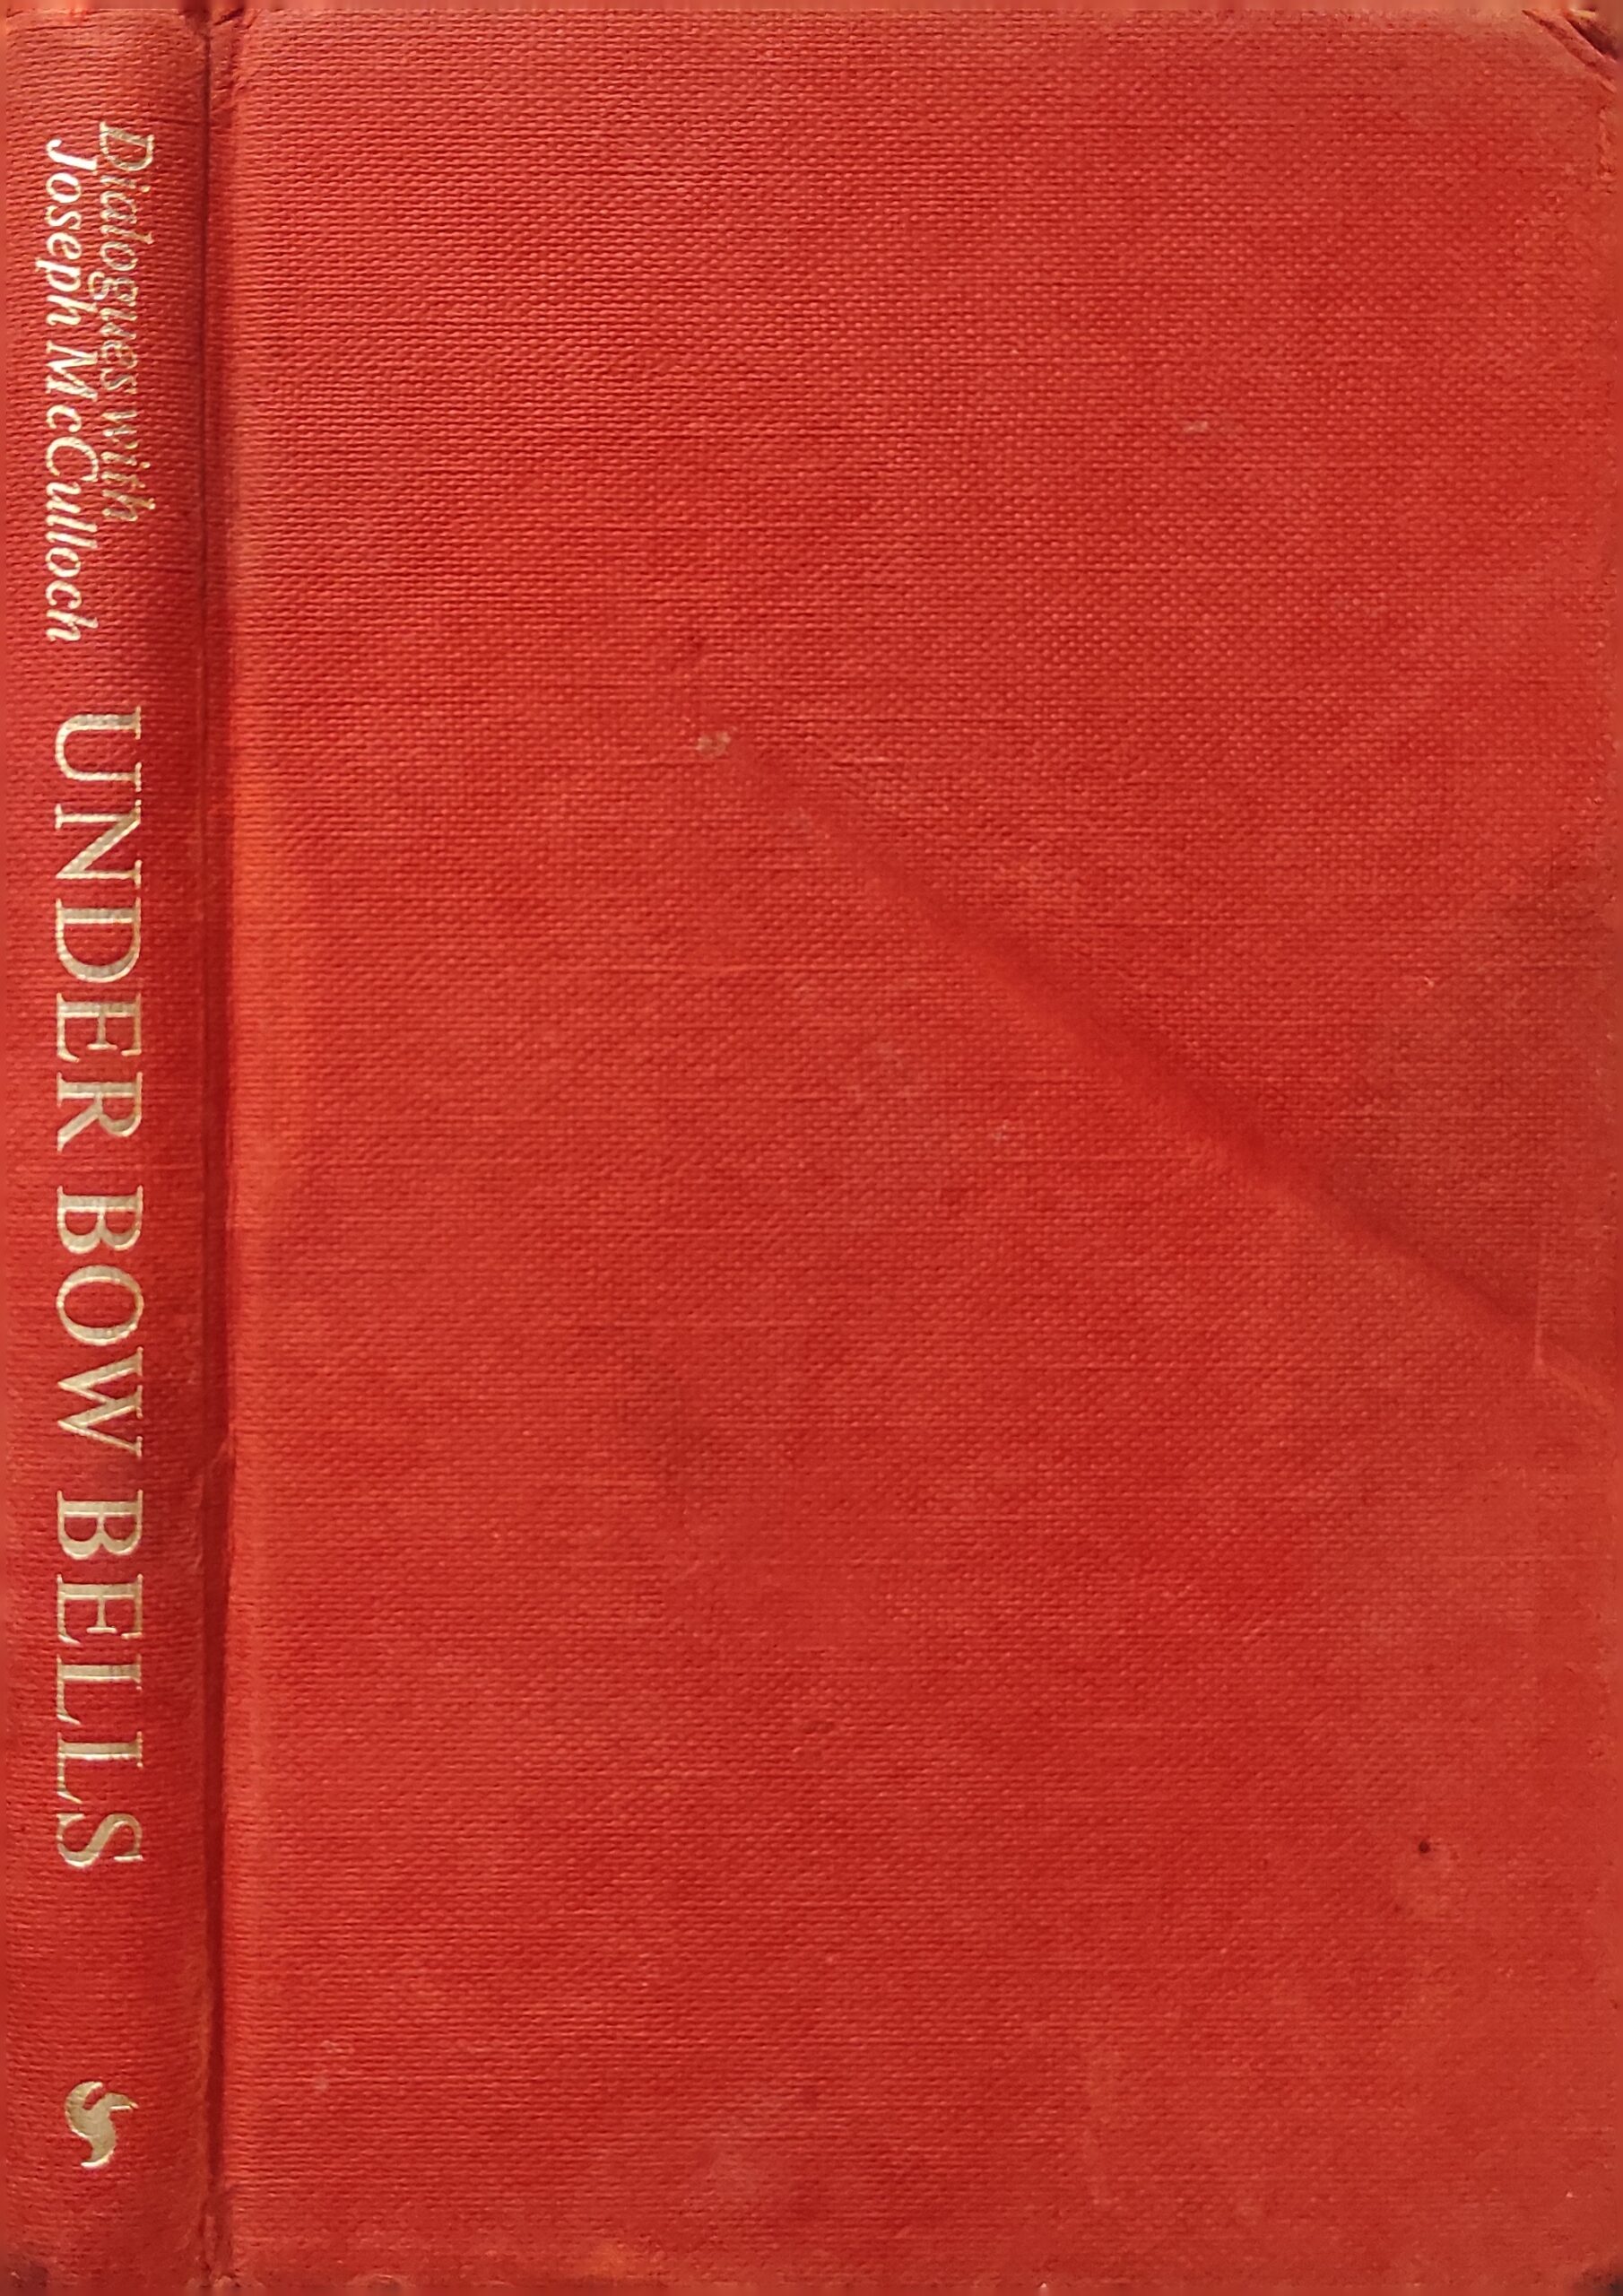 Dialogues with
Joseph McCulloch
UNDER BOW BELLS